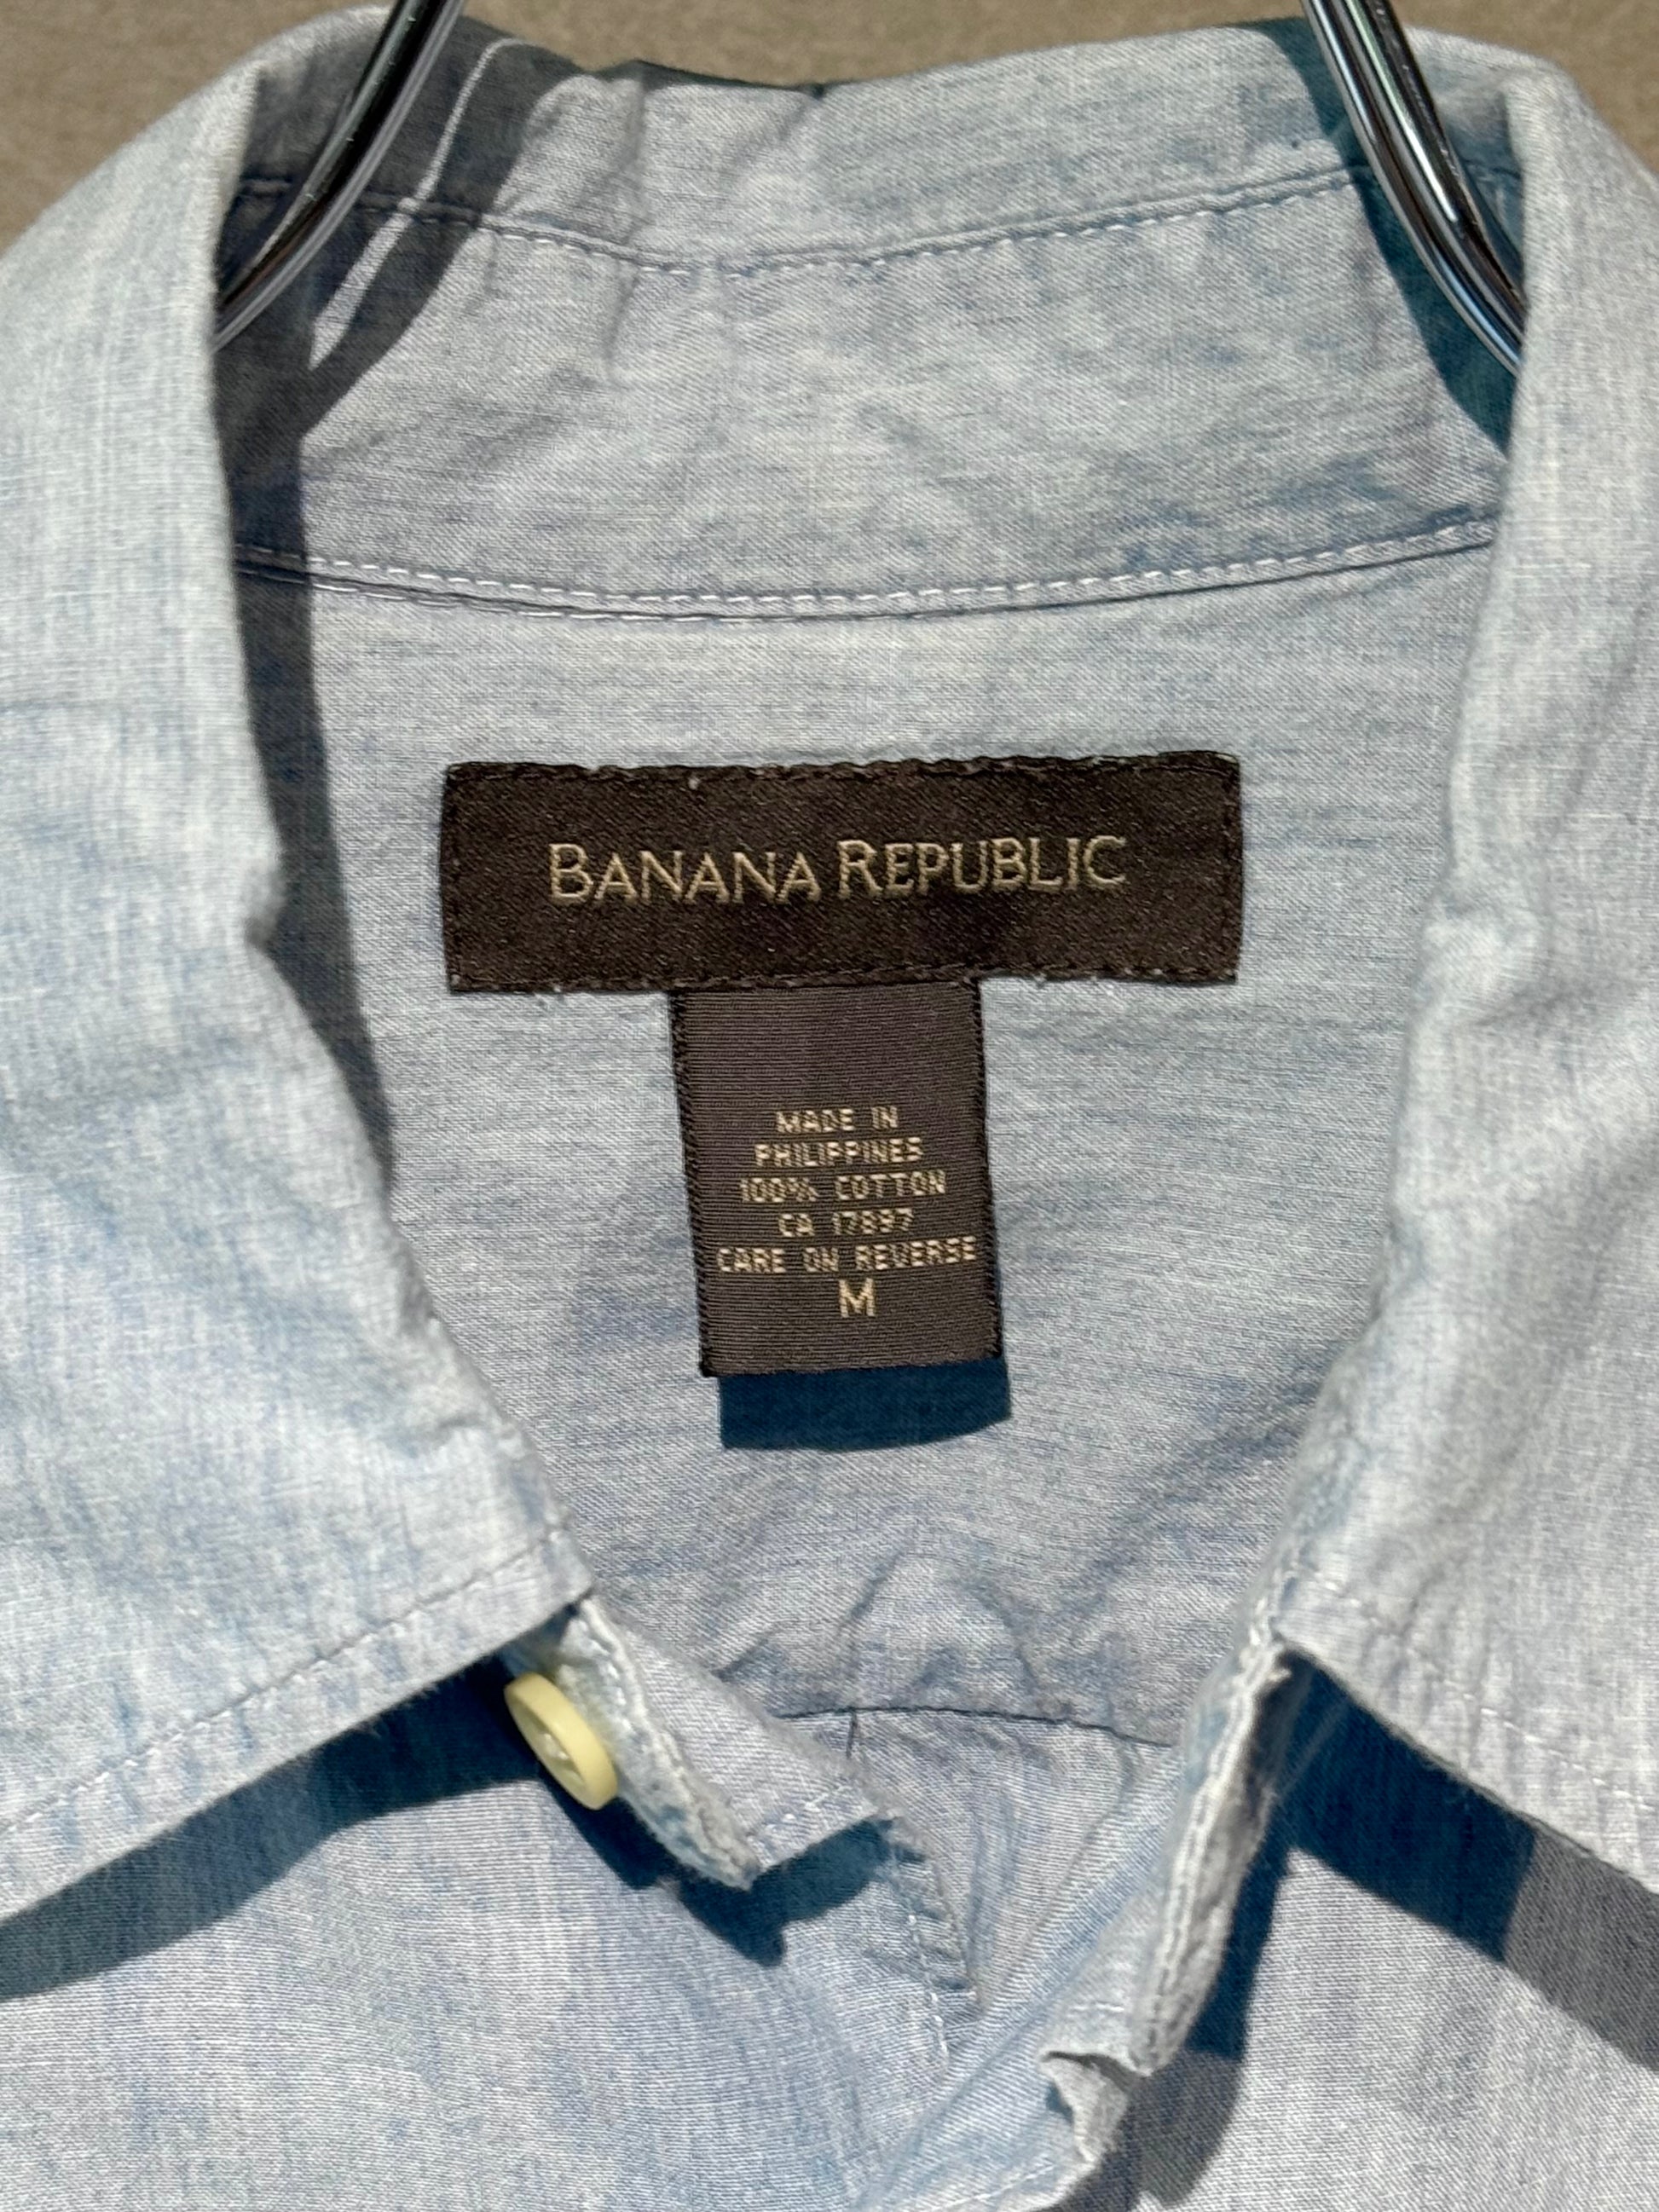 BANANA REPUBLIC
MADE IN
PHILIPPINES
100% COTTON
CA 17897
CARE ON REVERSE
M